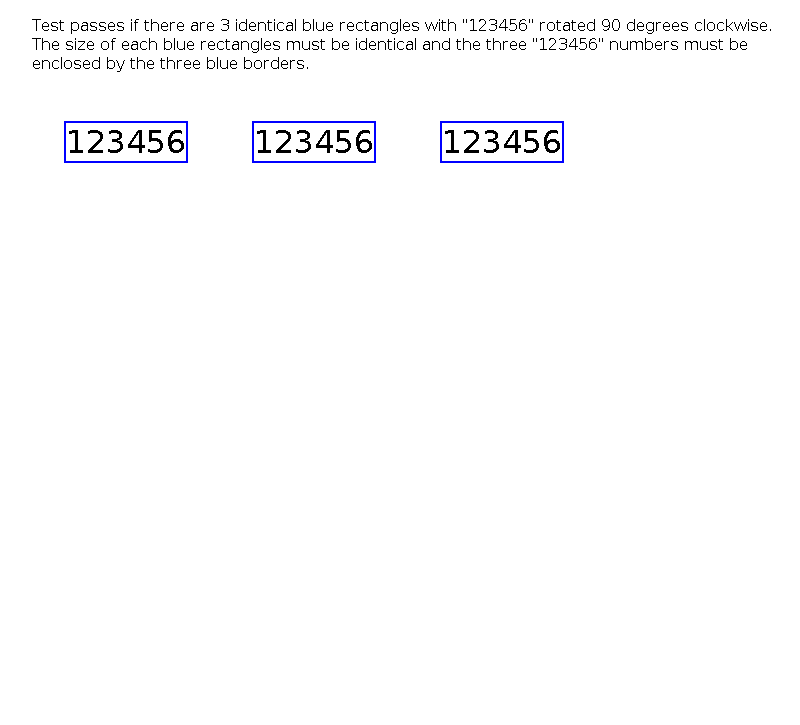 Test passes if there are 3 identical blue rectangles with "123456" rotated 90 degrees clockwise.
The size of each blue rectangles must be identical and the three "123456" numbers must be
enclosed by the three blue borders.
123456 123456 123456